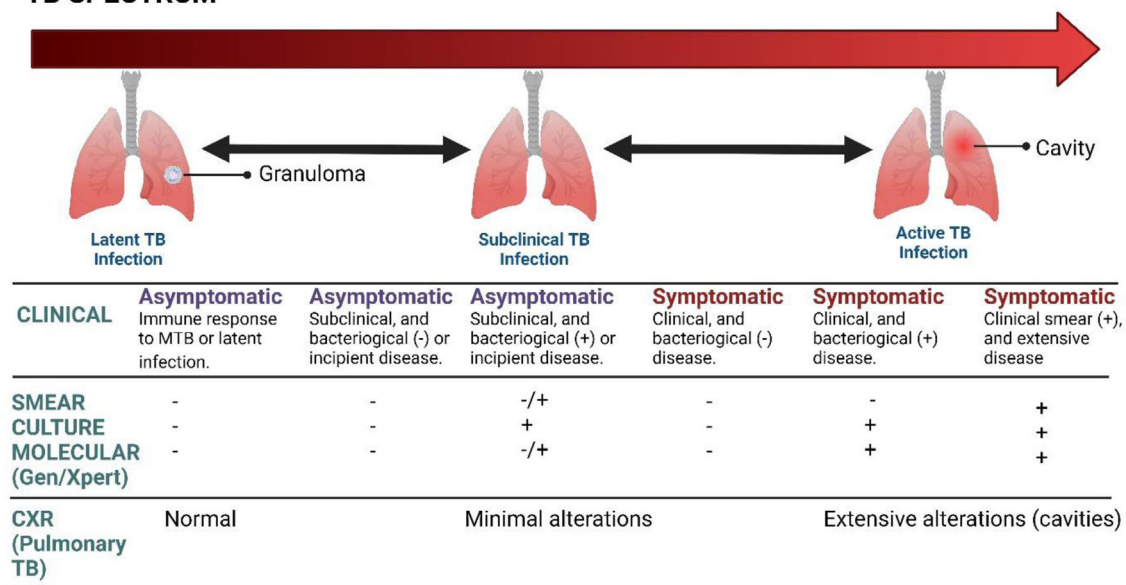 TB SPECTRUM
Granuloma
Cavity
Latent TB
Infection
Subclinical TB
Infection
Active TB
Infection
CLINICAL
Asymptomatic
Immune response
to MTB or latent
infection.
Asymptomatic
Subclinical, and
bacteriogical (-) or
incipient disease.
Asymptomatic
Subclinical, and
bacteriogical (+) or
incipient disease.
Symptomatic
Clinical, and
bacteriogical (-)
disease.
Symptomatic
Clinical, and
bacteriogical (+)
disease.
Symptomatic
Clinical smear (+),
and extensive
disease
SMEAR - - -/+ - - +
CULTURE - - + - + +
MOLECULAR - - -/+ - + +
(Gen/Xpert)
CXR Normal Minimal alterations Extensive alterations (cavities)
(Pulmonary
TB)